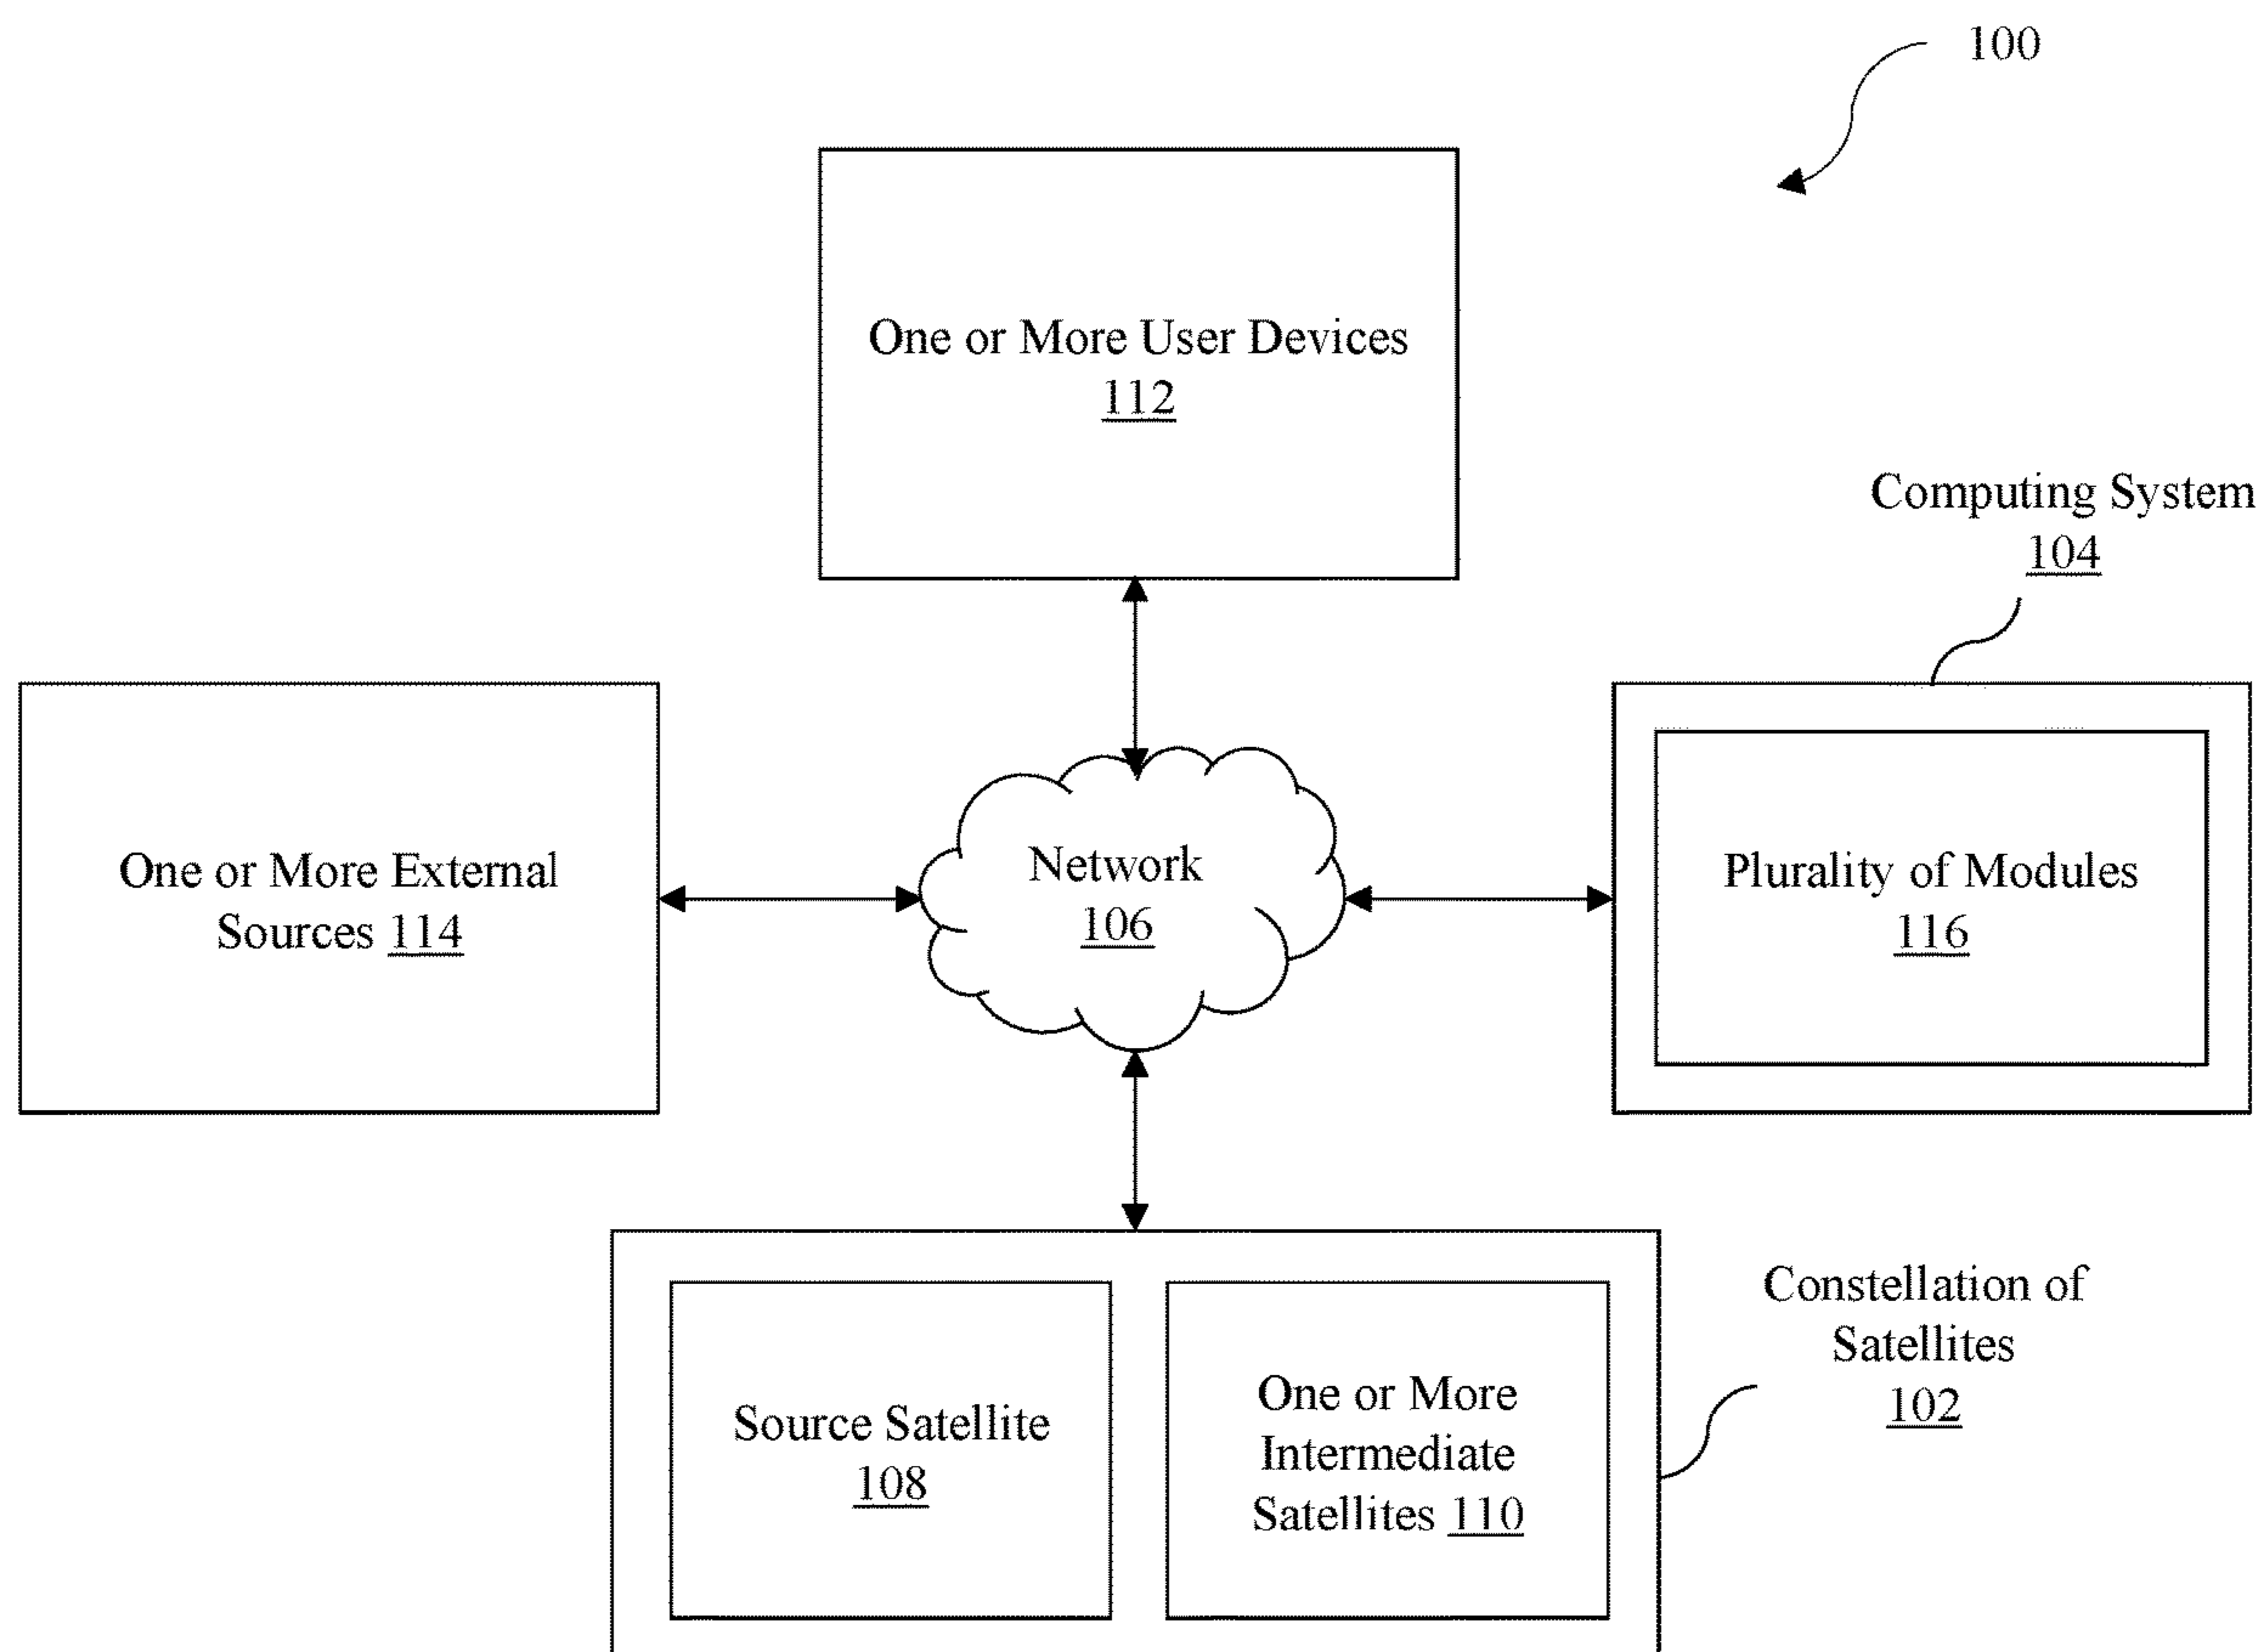 100
One or More User Devices
112
Computing System
104
One or More External
Sources 114
Network
106
Plurality of Modules
116
Source Satellite
108
One or More
Intermediate
Satellites 110
Constellation of
Satellites
102